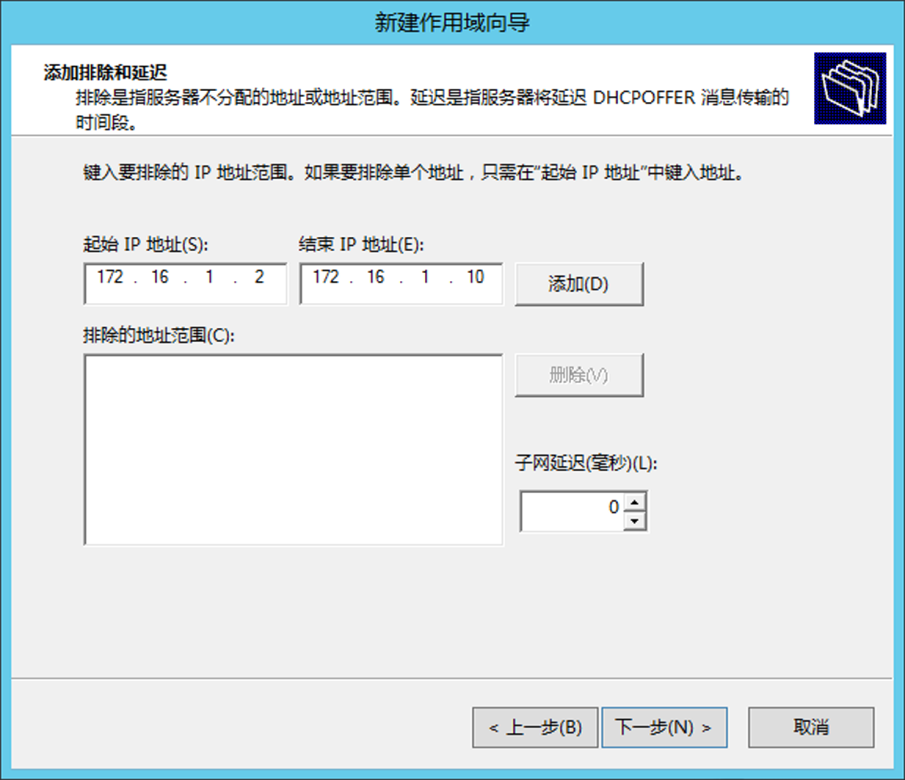 新建作用域向导
添加排除和延迟
排除是指服务器不分配的地址或地址范围。延迟是指服务器将延迟 DHCPOFFER 消息传输的
时间段。
键入要排除的 IP 地址范围。如果要排除单个地址，只需在“起始 IP 地址”中键入地址。
起始 IP 地址(S): 结束 IP 地址(E):
172 . 16 . 1 . 2 172 . 16 . 1 . 10 添加(D)
排除的地址范围(C):
删除(V)
子网延迟(毫秒)(L):
0
< 上一步(B) 下一步(N) > 取消